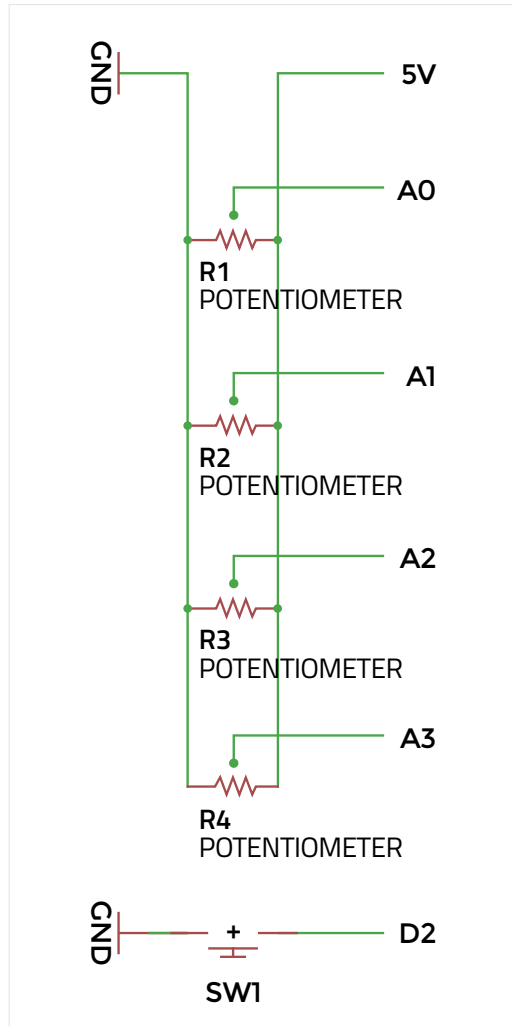 GND
5V
A0
R1
POTENTIOMETER
A1
R2
POTENTIOMETER
A2
R3
POTENTIOMETER
A3
R4
POTENTIOMETER
GND
+
D2
SW1